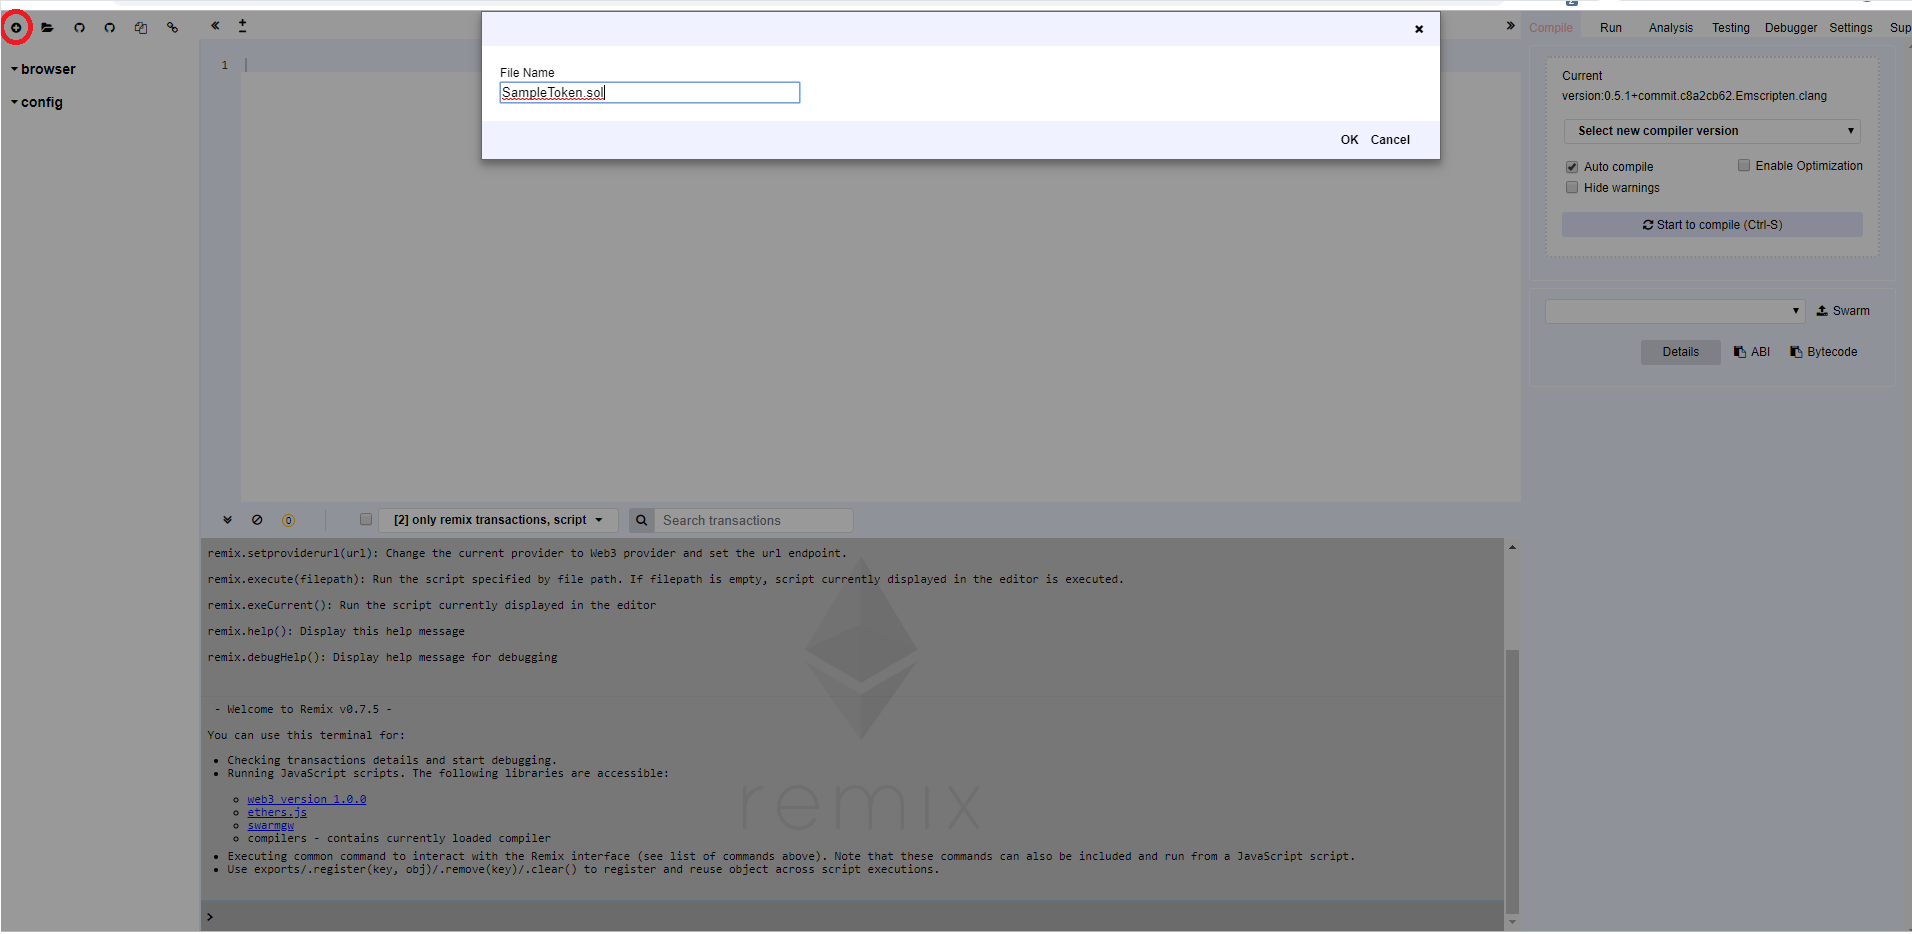 File Name
SampleToken.sol
OK Cancel
browser
config
1
Compile Run Analysis Testing Debugger Settings Sup
Current
version:0.5.1+commit.c8a2cb62.Emscripten.clang
Select new compiler version
Auto compile Enable Optimization
Hide warnings
Start to compile (Ctrl-S)
Swarm
Details ABI Bytecode
0 [2] only remix transactions, script Search transactions
remix.setproviderurl(url): Change the current provider to Web3 provider and set the url endpoint.
remix.execute(filepath): Run the script specified by file path. If filepath is empty, script currently displayed in the editor is executed.
remix.exeCurrent(): Run the script currently displayed in the editor
remix.help(): Display this help message
remix.debugHelp(): Display help message for debugging
- Welcome to Remix v0.7.5 -
You can use this terminal for:
• Checking transactions details and start debugging.
• Running JavaScript scripts. The following libraries are accessible:
web3 version 1.0.0
ethers.js
swarmgw
compilers - contains currently loaded compiler
• Executing common command to interact with the Remix interface (see list of commands above). Note that these commands can also be included and run from a JavaScript script.
• Use exports/.register(key, obj)/.remove(key)/.clear() to register and reuse object across script executions.
remix
>